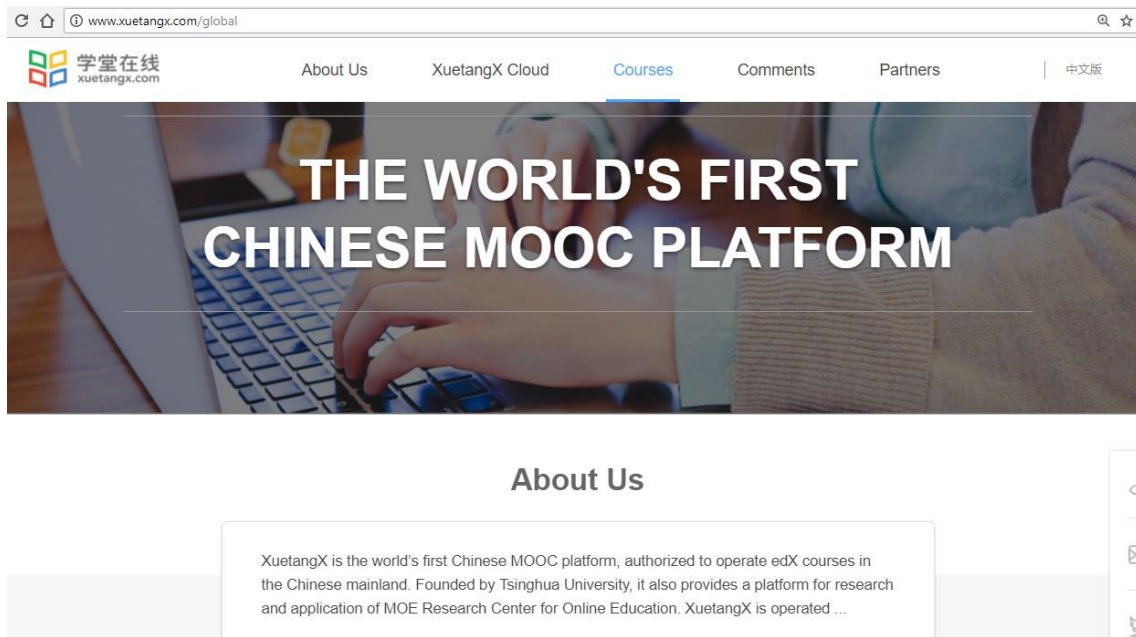 www.xuetangx.com/global
学堂在线
xuetangx.com
About Us
XuetangX Cloud
Courses
Comments
Partners
中文版
THE WORLD'S FIRST
CHINESE MOOC PLATFORM
About Us
XuetangX is the world's first Chinese MOOC platform, authorized to operate edX courses in
the Chinese mainland. Founded by Tsinghua University, it also provides a platform for research
and application of MOE Research Center for Online Education. XuetangX is operated ...